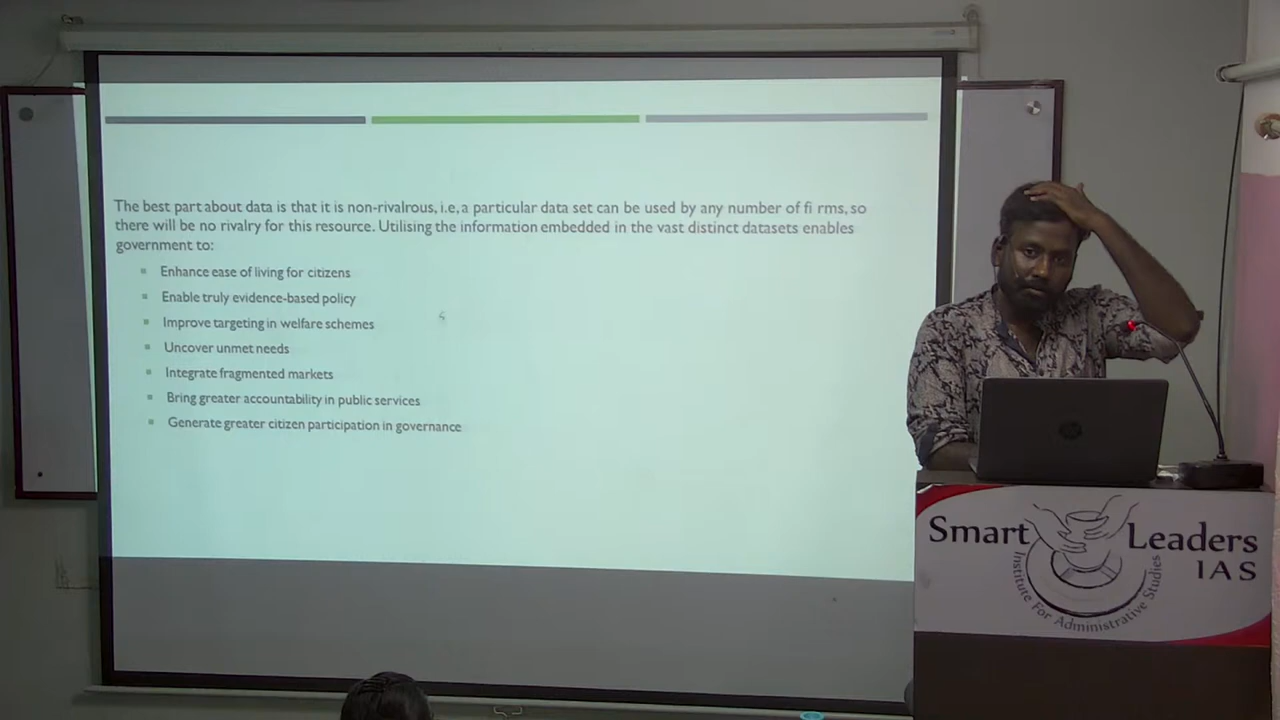 The best part about data is that it is non-rivalrous, i.e, a particular data set can be used by any number of fi rms, so
there will be no rivalry for this resource. Utilising the information embedded in the vast distinct datasets enables
government to:
Enhance ease of living for citizens
Enable truly evidence-based policy
Improve targeting in welfare schemes
Uncover unmet needs
Integrate fragmented markets
Bring greater accountability in public services
Generate greater citizen participation in governance
Smart Leaders
IAS
Institute For Administrative Studies